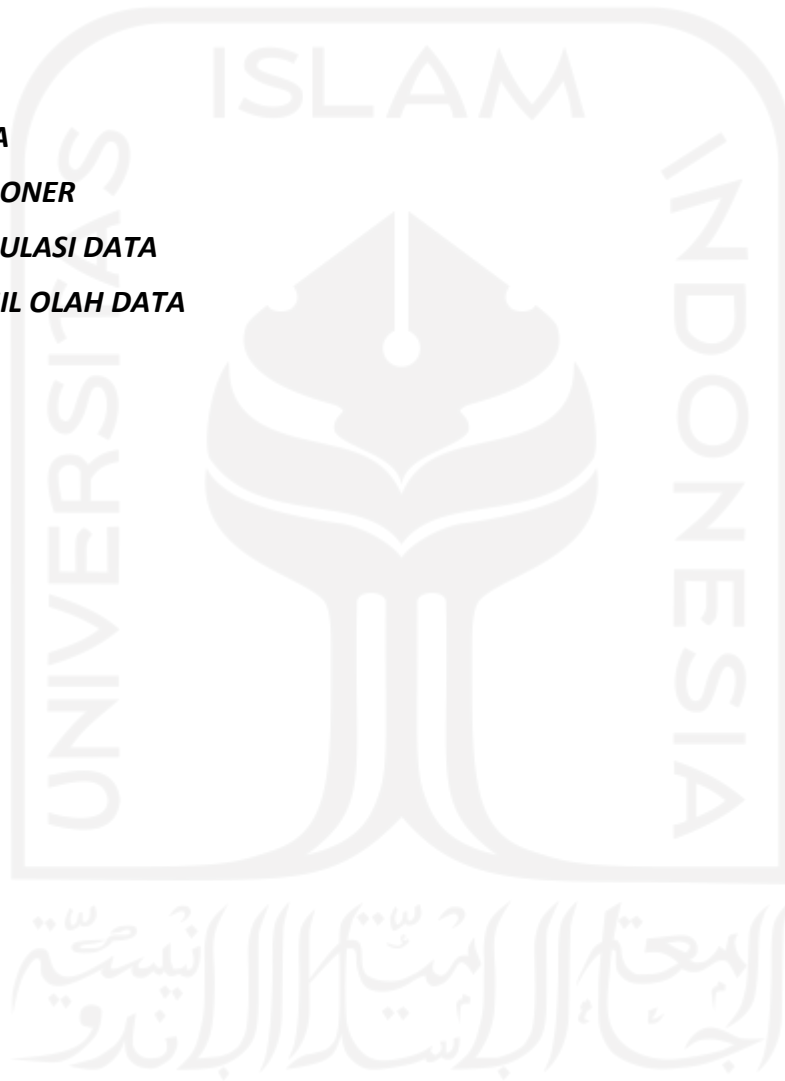 ISLAM
UNIVERSITAS
INDONESIA
A
ONER
ULASI DATA
IL OLAH DATA